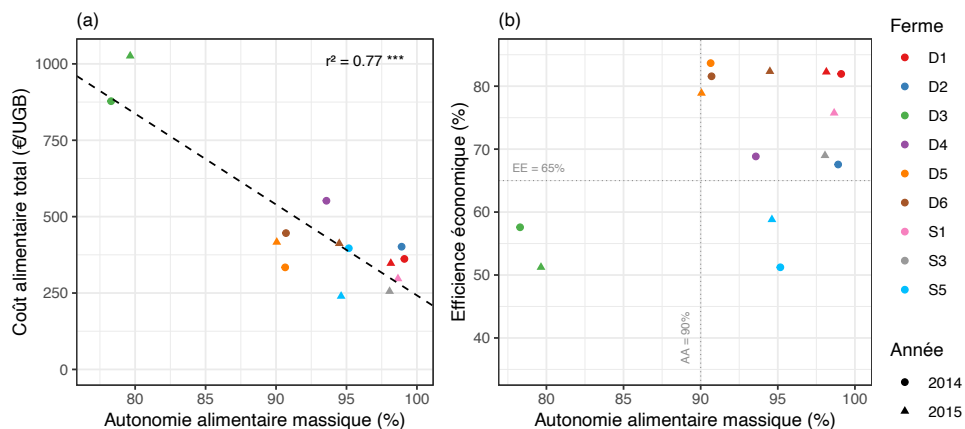 (a)
r² = 0.77 ***
Coût alimentaire total (€/UGB)
1000
750
500
250
0
80
85
90
95
100
Autonomie alimentaire massique (%)
(b)
Efficience économique (%)
80
70
60
50
40
EE = 65%
AA = 90%
80
85
90
95
100
Autonomie alimentaire massique (%)
Ferme
D1
D2
D3
D4
D5
D6
S1
S3
S5
Année
2014
2015